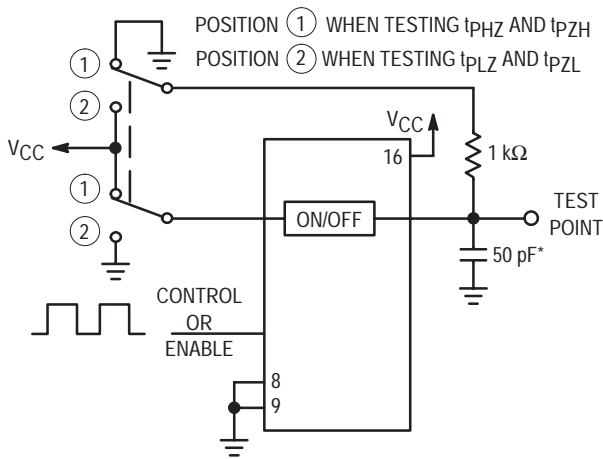 POSITION 1 WHEN TESTING tPHZ AND tPZH
POSITION 2 WHEN TESTING tPLZ AND tPZL
1
2
VCC
1
2
VCC
16
1 kΩ
ON/OFF
TEST
POINT
50 pF*
CONTROL
OR
ENABLE
8
9